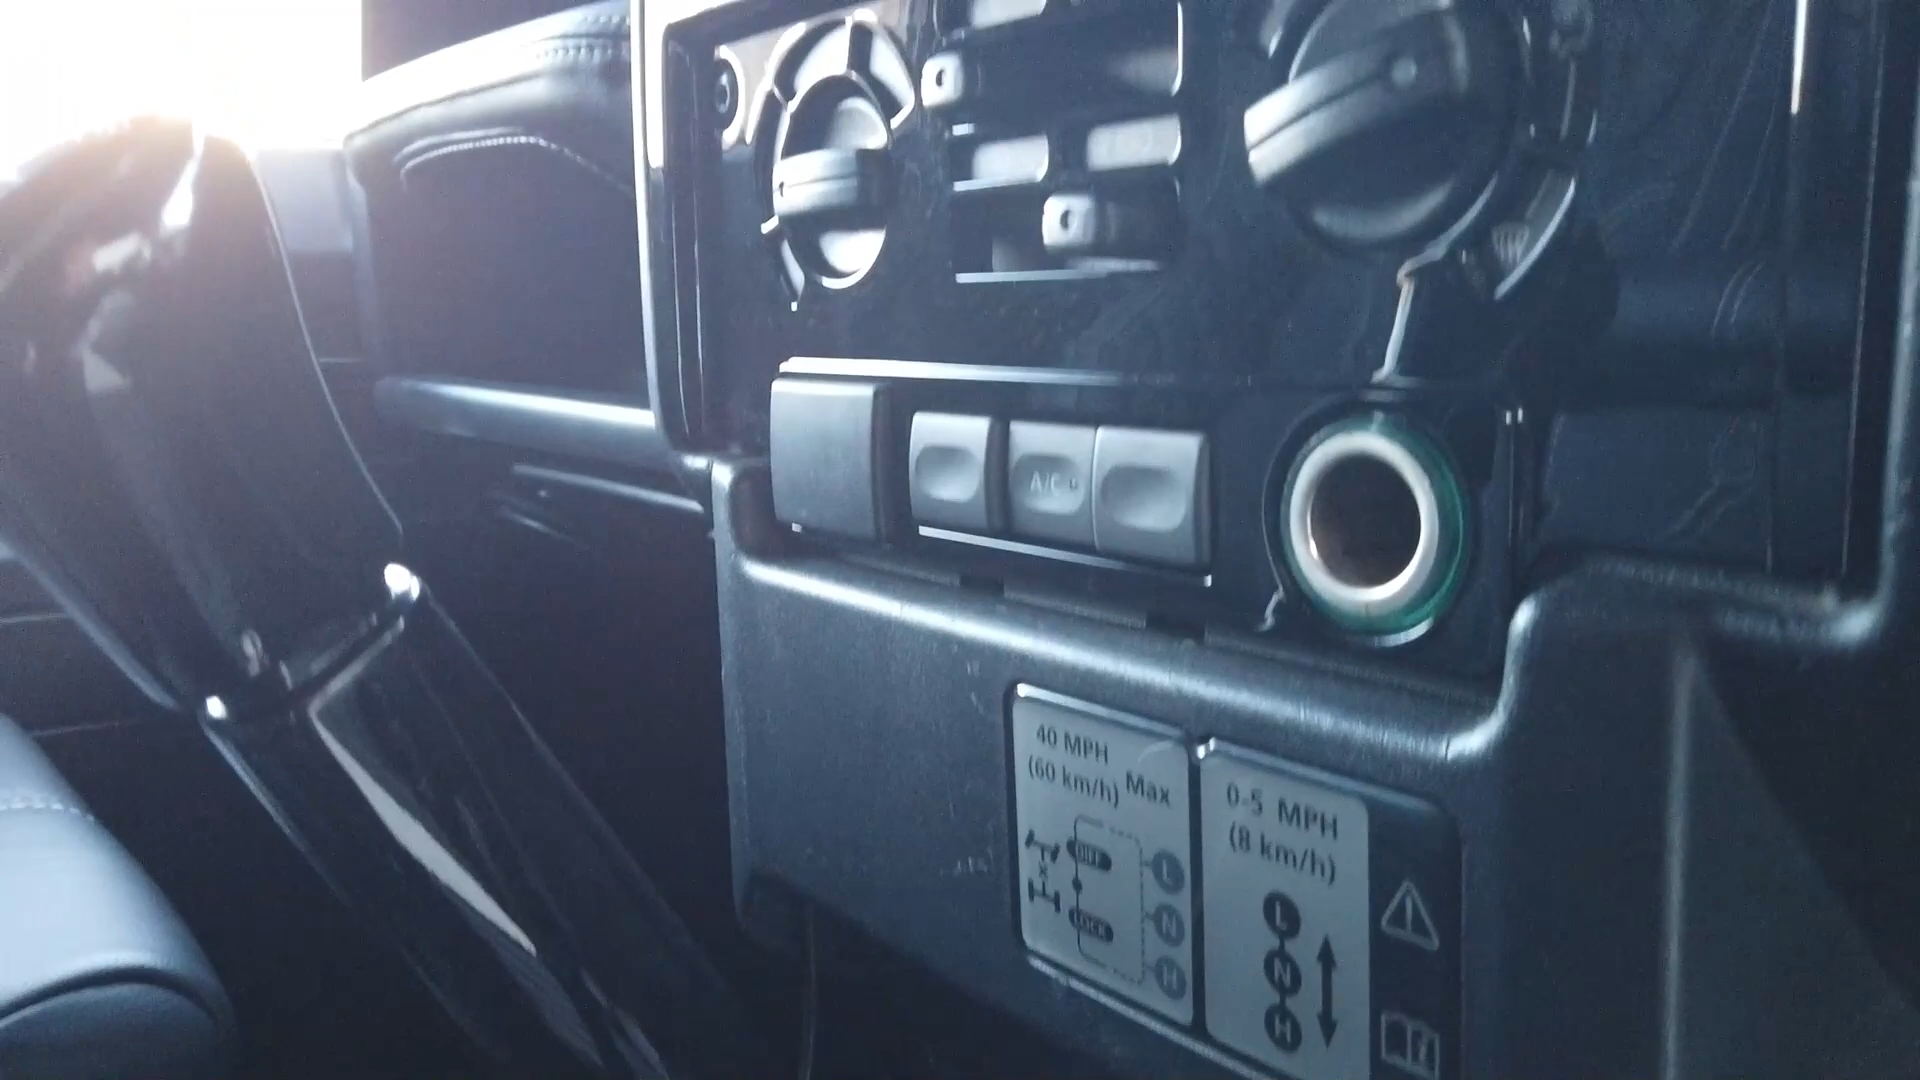 A/C
40 MPH
(60 km/h) Max
DIFF
LOCK
L
N
H
0-5 MPH
(8 km/h)
L
N
H